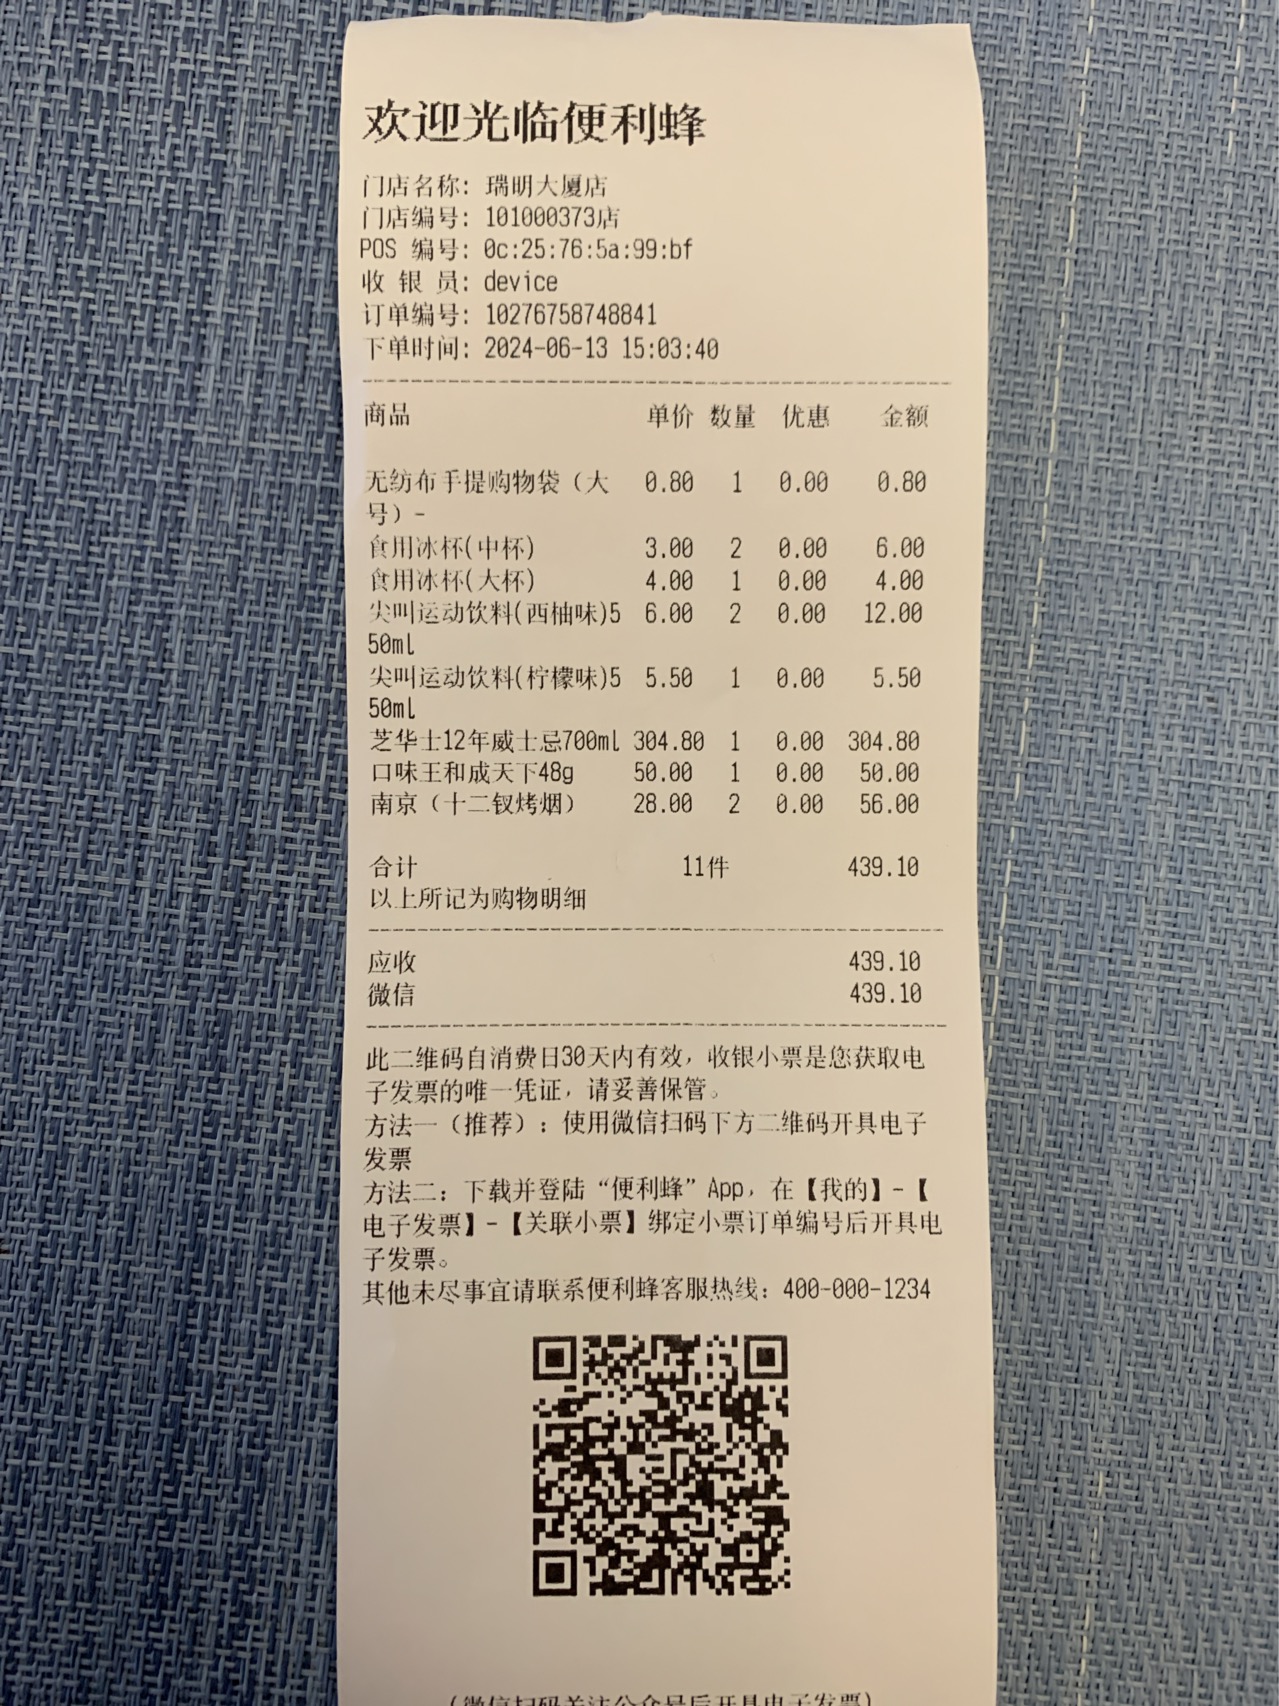 欢迎光临便利蜂
门店名称: 瑞明大厦店
门店编号: 101000373店
POS 编号: 0c:25:76:5a:99:bf
收 银 员: device
订单编号: 10276758748841
下单时间: 2024-06-13 15:03:40
商品 单价 数量 优惠 金额
无纺布手提购物袋（大 0.80 1 0.00 0.80
号）-
食用冰杯(中杯) 3.00 2 0.00 6.00
食用冰杯(大杯) 4.00 1 0.00 4.00
尖叫运动饮料(西柚味)5 6.00 2 0.00 12.00
50ml
尖叫运动饮料(柠檬味)5 5.50 1 0.00 5.50
50ml
芝华士12年威士忌700ml 304.80 1 0.00 304.80
口味王和成天下48g 50.00 1 0.00 50.00
南京（十二钗烤烟） 28.00 2 0.00 56.00
合计 11件 439.10
以上所记为购物明细
应收 439.10
微信 439.10
此二维码自消费日30天内有效，收银小票是您获取电
子发票的唯一凭证，请妥善保管。
方法一（推荐）: 使用微信扫码下方二维码开具电子
发票
方法二: 下载并登陆“便利蜂”App，在【我的】-【
电子发票】-【关联小票】绑定小票订单编号后开具电
子发票。
其他未尽事宜请联系便利蜂客服热线: 400-000-1234
(微信扫码关注公众号后开具电子发票)